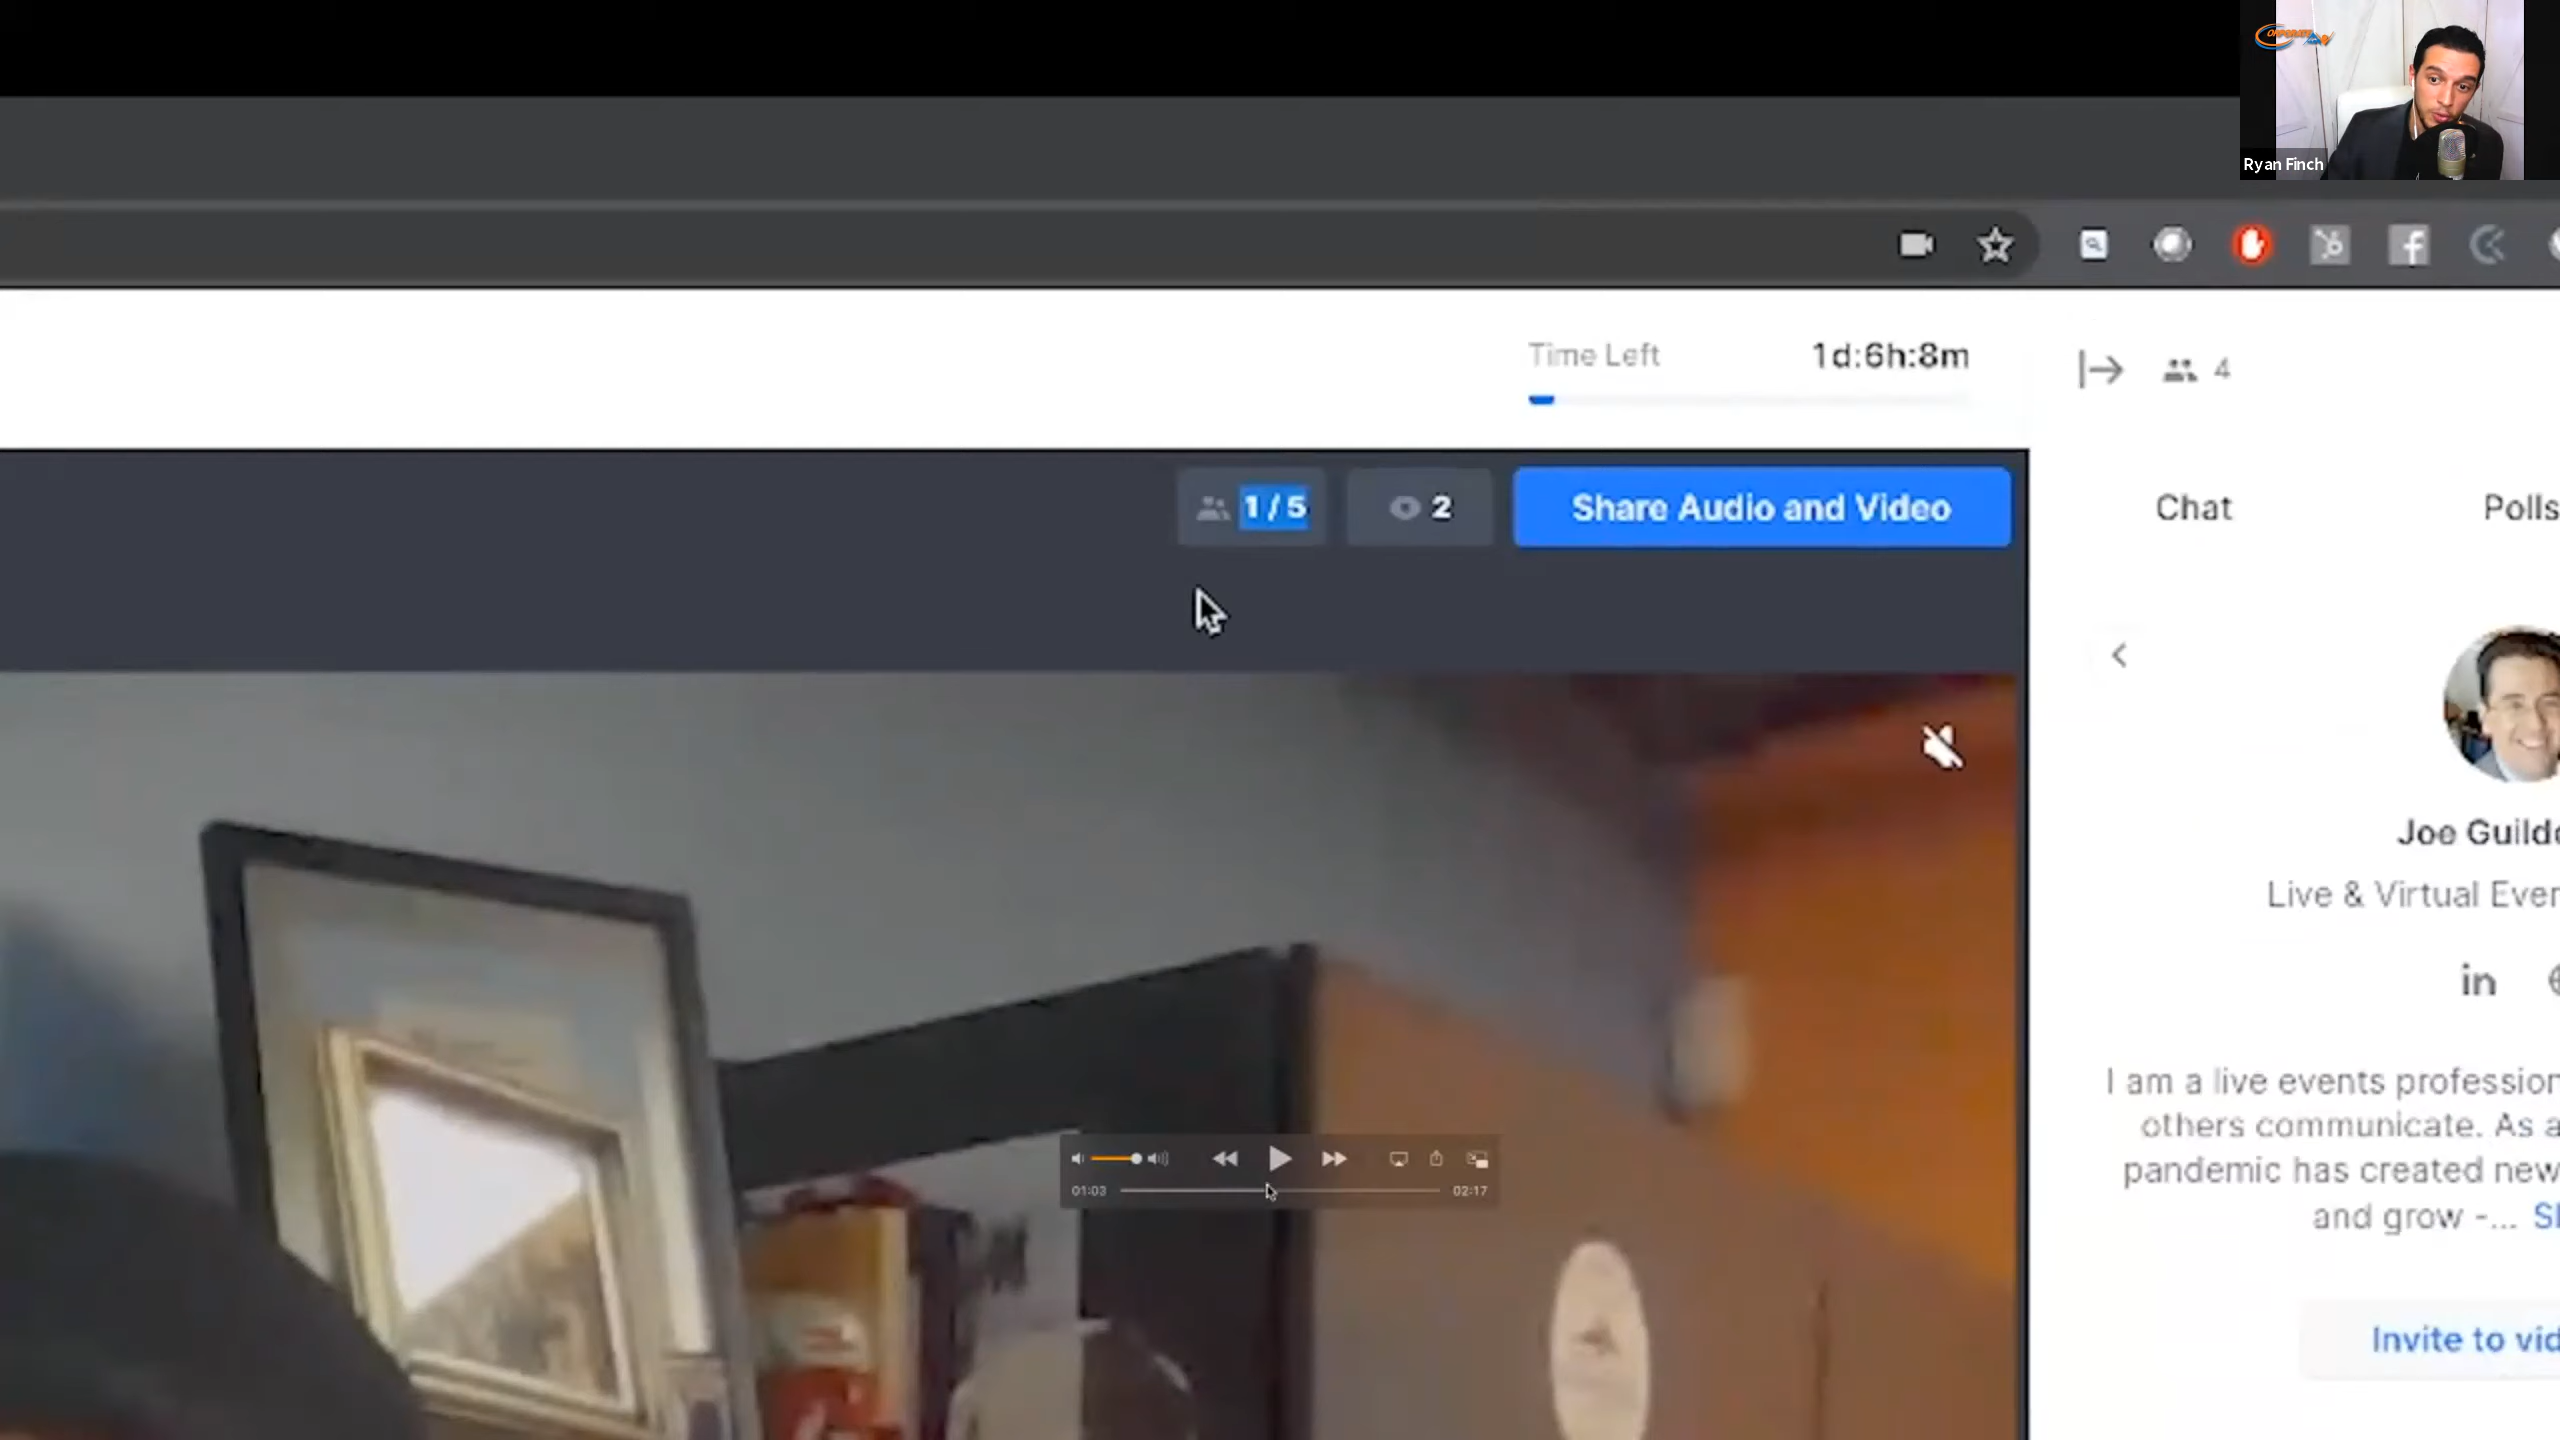 CORPORATE
Ryan Finch
Time Left 1d:6h:8m
4
1 / 5
2
Share Audio and Video
Chat
Polls
Joe Guild
Live & Virtual Even
in
I am a live events profession
others communicate. As a
pandemic has created new
and grow -...
Invite to vid
01:03
02:17